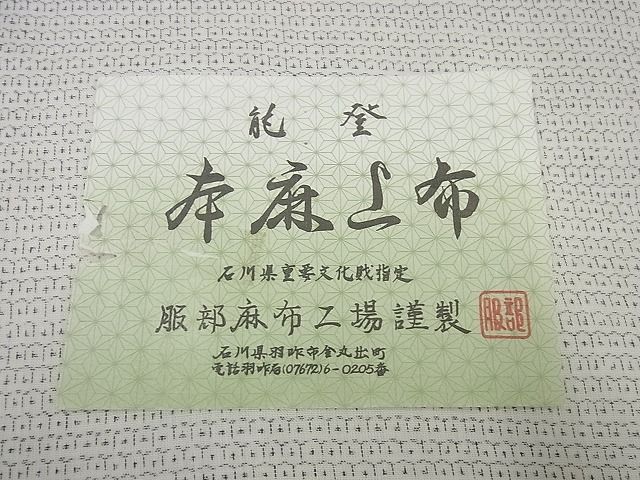 能登
本麻上布
石川県重要文化財指定
服部麻布工場謹製
服部
石川県羽咋市金丸出町
電話羽咋局(07672)6-0205番